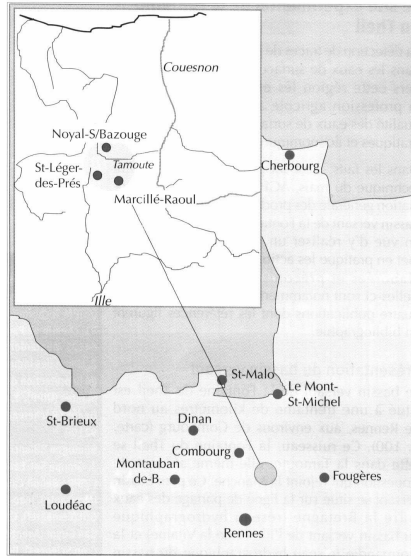 Couesnon
Noyal-S/Bazouge
Tamoute
St-Léger-
des-Prés
Marcillé-Raoul
Ille
Cherbourg
St-Malo
Le Mont-
St-Michel
St-Brieux
Dinan
Combourg
Montauban
de-B.
Fougères
Loudéac
Rennes